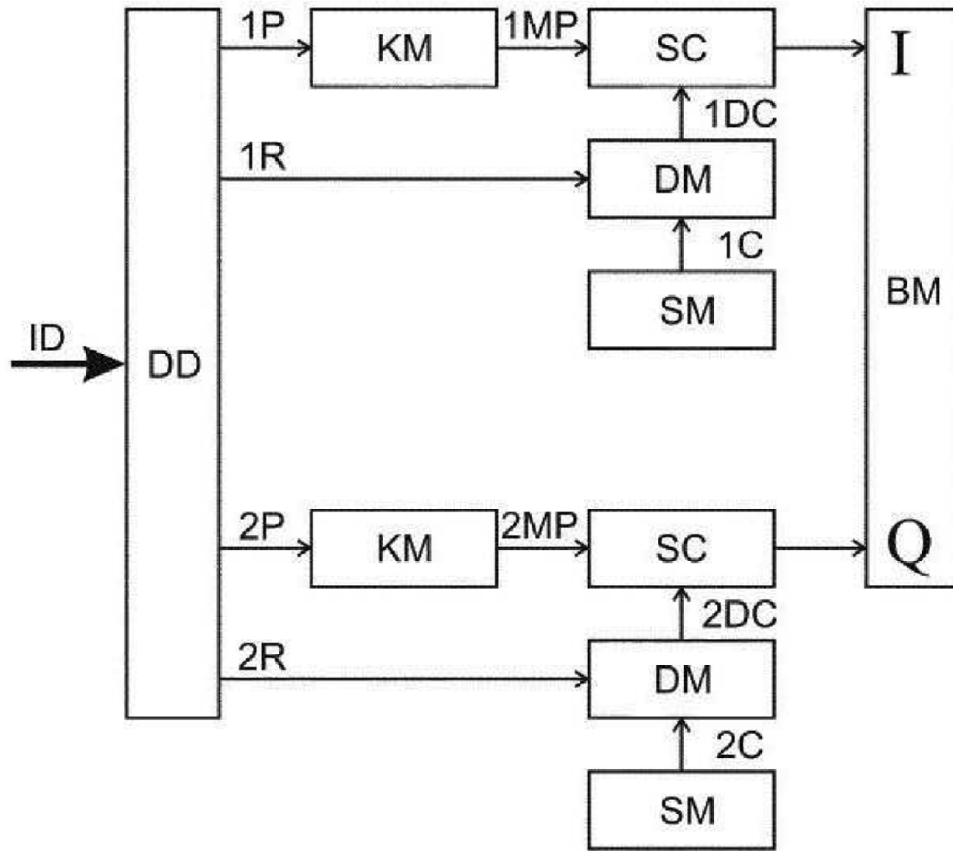 1P KM 1MP SC I
1DC
1R DM
1C
SM BM
ID
DD
2P KM 2MP SC Q
2DC
2R DM
2C
SM